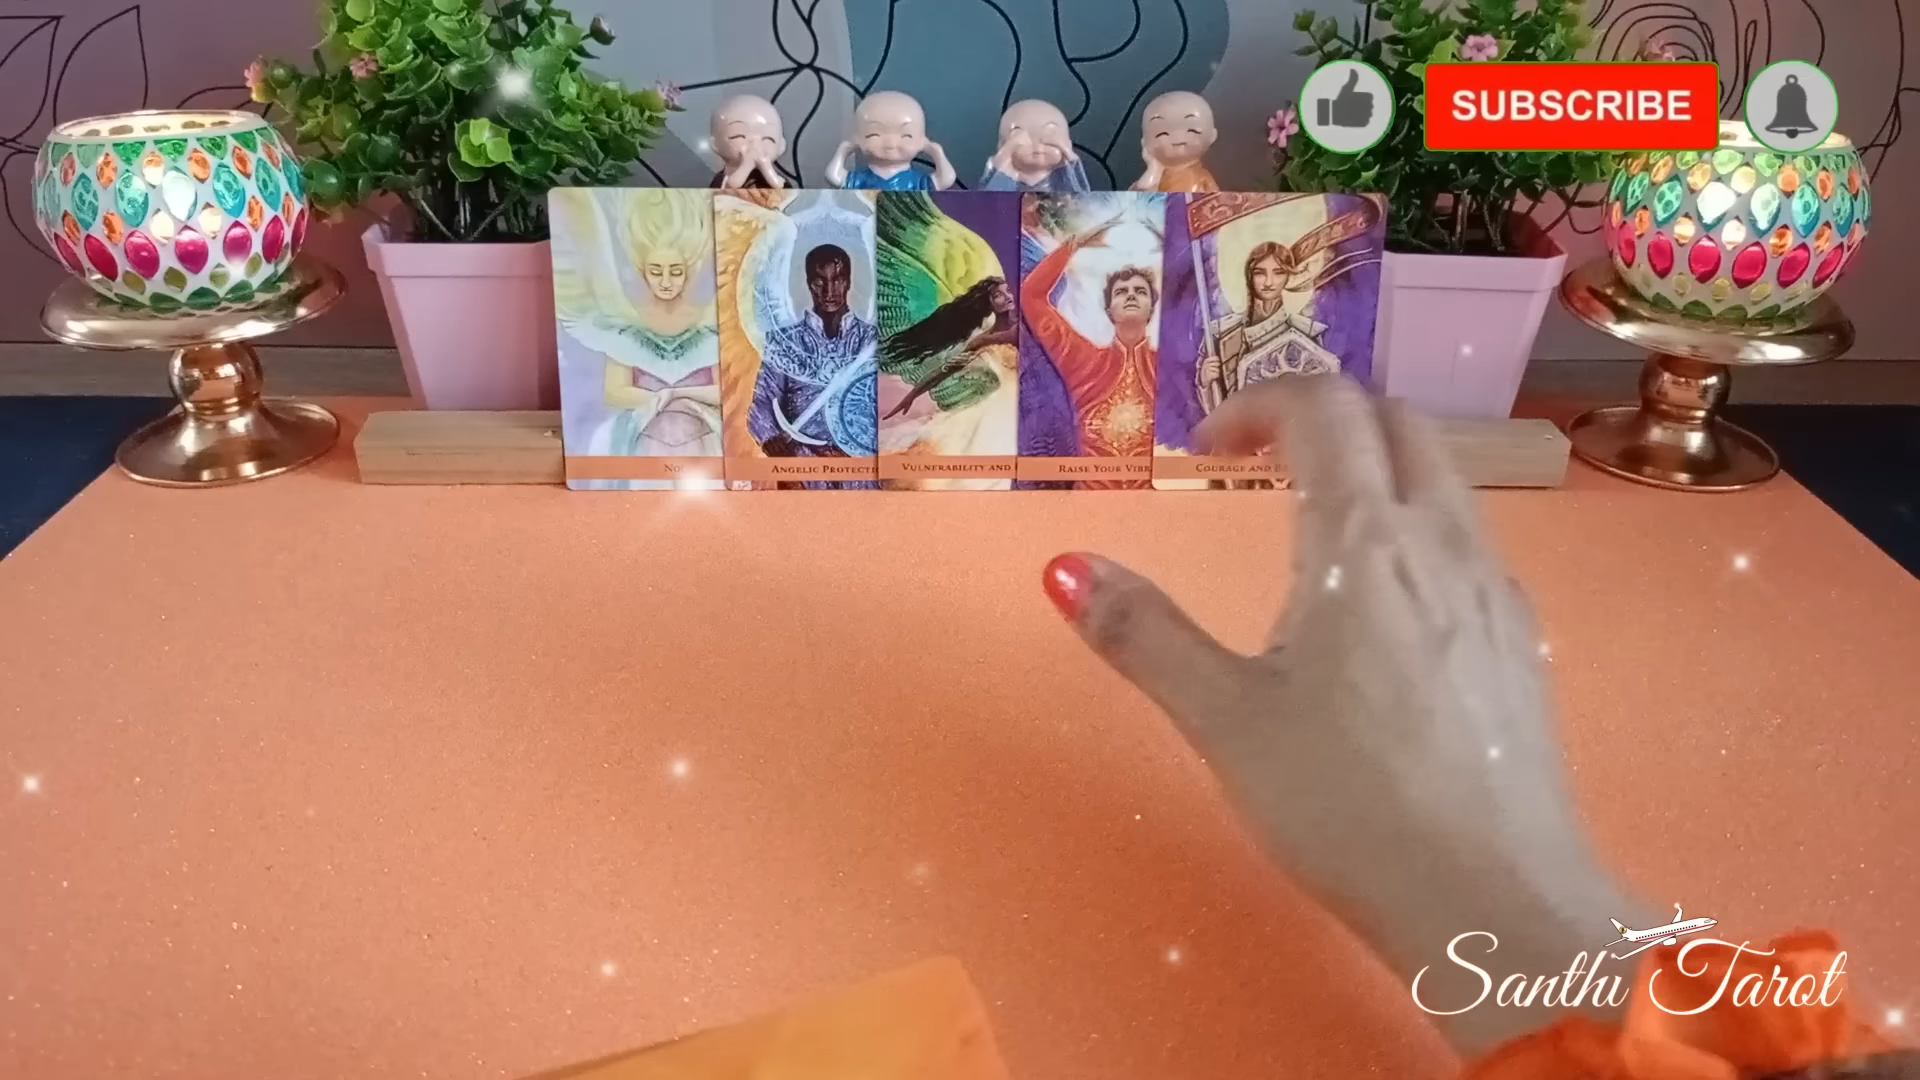 SUBSCRIBE
ANGELIC PROTECTI
VULNERABILITY AND
RAISE YOUR VIBR
COURAGE AND
Santhi Tarot